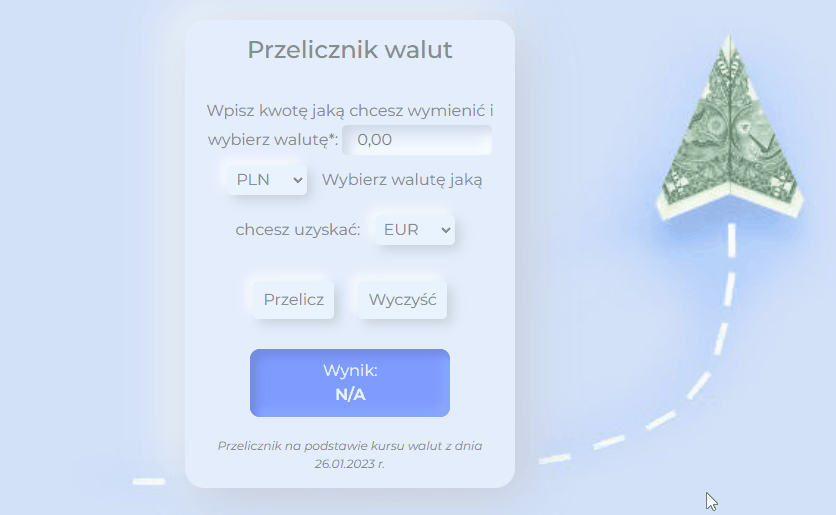 Przelicznik walut
Wpisz kwotę jaką chcesz wymienić i
wybierz walutę*: 0,00
PLN Wybierz walutę jaką
chcesz uzyskać: EUR
Przelicz Wyczyść
Wynik:
N/A
Przelicznik na podstawie kursu walut z dnia
26.01.2023 r.